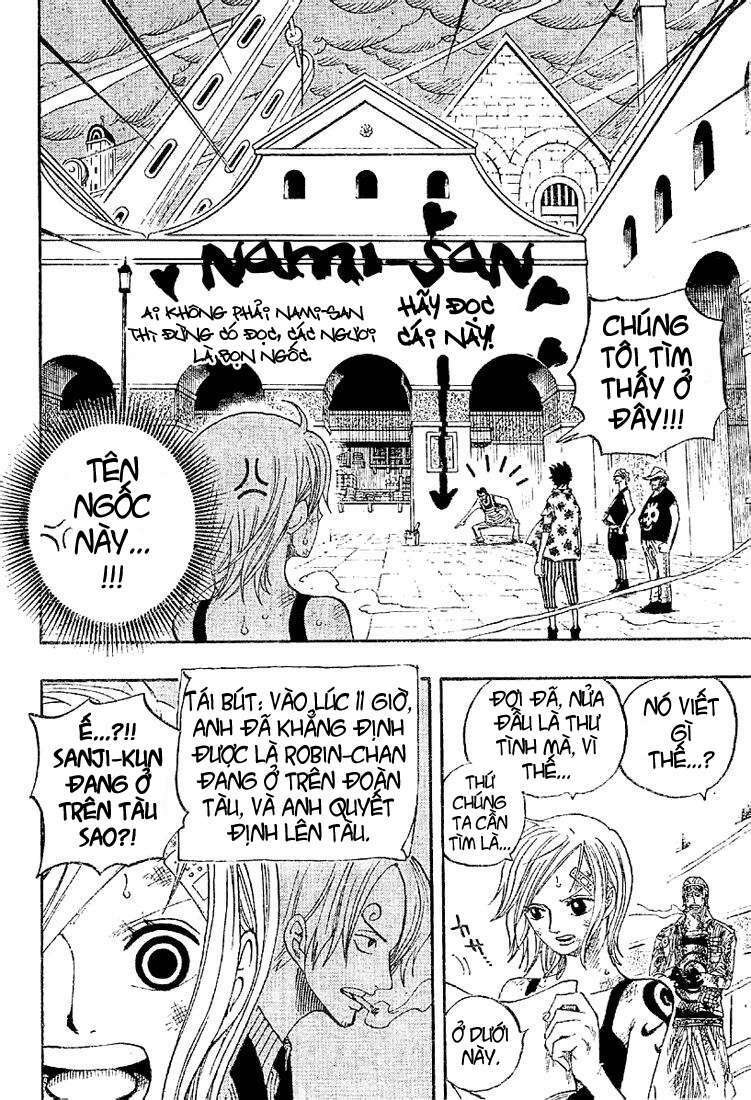 NAMI-SAN
AI KHÔNG PHẢI NAMI-SAN
THÌ ĐỪNG CÓ ĐỌC, CÁC NGƯƠI
LÀ BỌN NGỐC.
HÃY ĐỌC
CÁI NÀY!
CHÚNG
TÔI TÌM
THẤY Ở
ĐÂY!!!
TÊN
NGỐC
NÀY...
!!!
NÓ VIẾT
GÌ
THẾ...?
ĐỢI ĐÃ, NỬA
ĐẦU LÀ THƯ
TÌNH MÀ, VÌ
THẾ...
THỨ
CHÚNG
TA CẦN
TÌM LÀ...
Ở DƯỚI
NÀY.
TÁI BÚT: VÀO LÚC 11 GIỜ,
ANH ĐÃ KHẲNG ĐỊNH
ĐƯỢC LÀ ROBIN-CHAN
ĐANG Ở TRÊN ĐOÀN
TÀU, VÀ ANH QUYẾT
ĐỊNH LÊN TÀU.
Ế...?!!
SANJI-KUN
ĐANG Ở
TRÊN TÀU
SAO?!